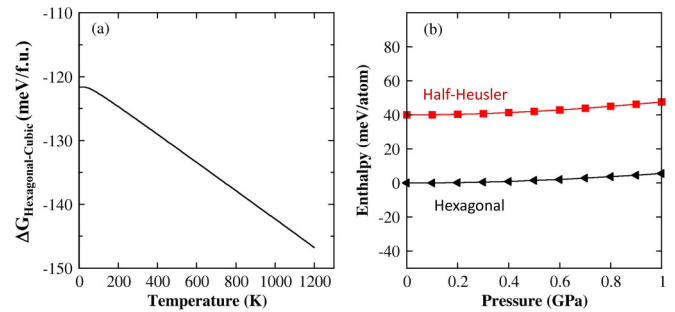 (a)
ΔG Hexagonal-Cubic (meV/f.u.)
-110
-120
-130
-140
-150
0 200 400 600 800 1000 1200
Temperature (K)
(b)
Enthalpy (meV/atom)
80
60
40
20
0
-20
-40
Half-Heusler
Hexagonal
0 0.2 0.4 0.6 0.8 1
Pressure (GPa)